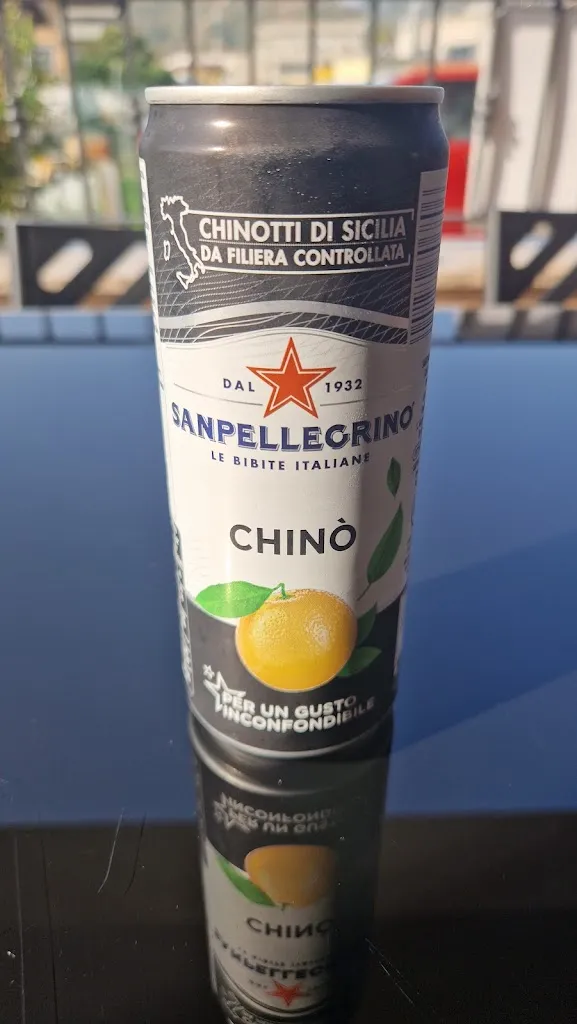 CHINOTTI DI SICILIA
DA FILIERA CONTROLLATA
DAL 1932
SANPELLEGRINO
LE BIBITE ITALIANE
CHINÒ
PER UN GUSTO
INCONFONDIBILE